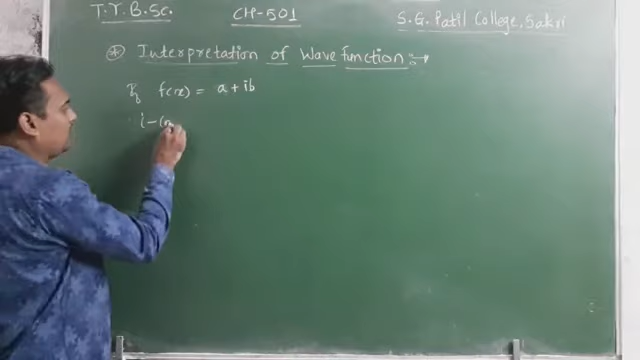 T. Y. B. Sc. CH-501 S. G. Patil College, Sakri
* Interpretation of Wave function :→
If f(x) = a + ib
i – (